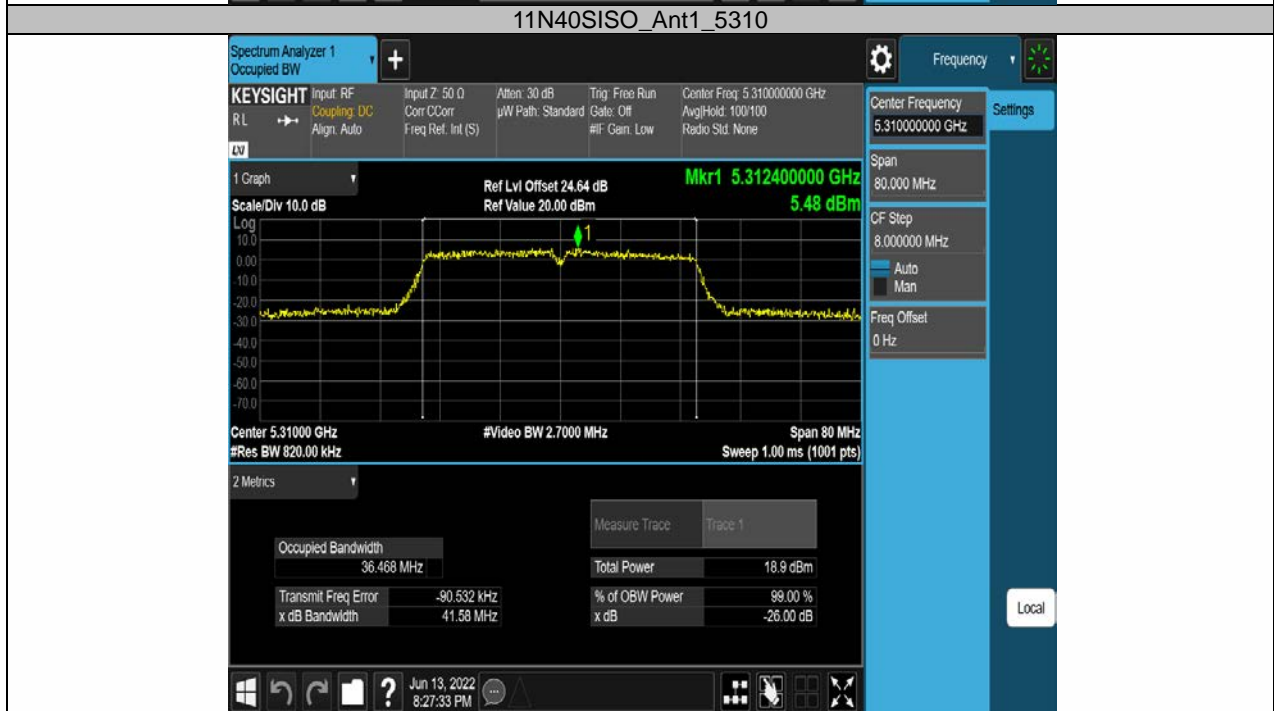 11N40SISO_Ant1_5310
Spectrum Analyzer 1
Occupied BW
Frequency
KEYSIGHT
RL
LXI
Input: RF
Coupling: DC
Align: Auto
Input Z: 50 Ω
Corr CCorr
Freq Ref: Int (S)
Atten: 30 dB
µW Path: Standard
Trig: Free Run
Gate: Off
#IF Gain: Low
Center Freq: 5.310000000 GHz
Avg|Hold: 100/100
Radio Std: None
Center Frequency
5.310000000 GHz
Settings
Span
80.000 MHz
CF Step
8.000000 MHz
Auto
Man
Freq Offset
0 Hz
1 Graph
Scale/Div 10.0 dB
Ref Lvl Offset 24.64 dB
Ref Value 20.00 dBm
Mkr1 5.312400000 GHz
5.48 dBm
Log
10.0
0.00
-10.0
-20.0
-30.0
-40.0
-50.0
-60.0
-70.0
1
Center 5.31000 GHz
#Video BW 2.7000 MHz
Span 80 MHz
#Res BW 820.00 kHz
Sweep 1.00 ms (1001 pts)
2 Metrics
Measure Trace
Trace 1
Occupied Bandwidth
36.468 MHz
Total Power
18.9 dBm
Transmit Freq Error
-90.532 kHz
% of OBW Power
99.00 %
x dB Bandwidth
41.58 MHz
x dB
-26.00 dB
Local
?
Jun 13, 2022
8:27:33 PM